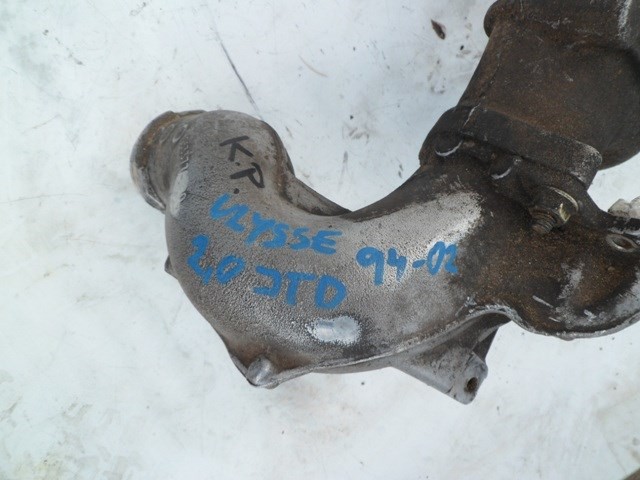 K.P.
ULYSSE 94-02
2,0 JTD